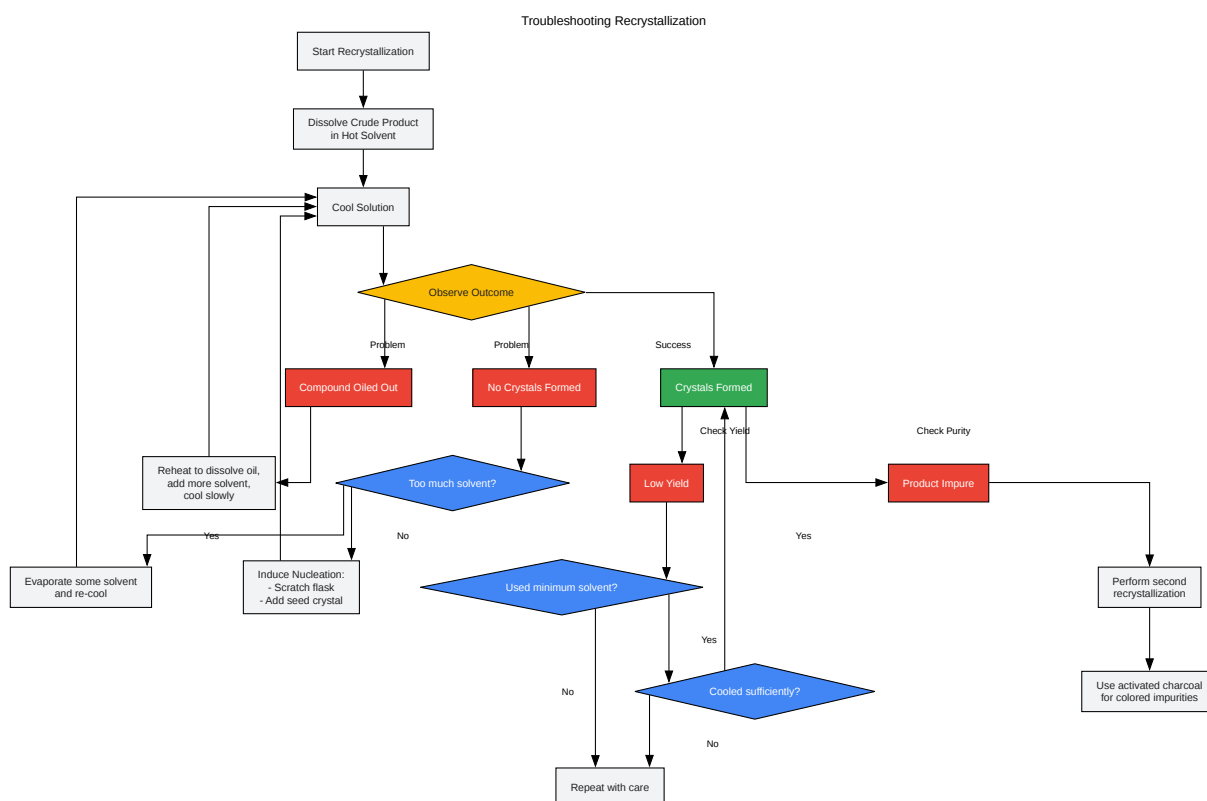 Troubleshooting Recrystallization
Start Recrystallization
Dissolve Crude Product
in Hot Solvent
Cool Solution
Observe Outcome
Problem
Problem
Success
Compound Oiled Out
No Crystals Formed
Crystals Formed
Check Yield
Check Purity
Reheat to dissolve oil,
add more solvent,
cool slowly
Too much solvent?
Low Yield
Product Impure
Yes
No
Yes
Evaporate some solvent
and re-cool
Induce Nucleation:
- Scratch flask
- Add seed crystal
Used minimum solvent?
Perform second
recrystallization
Yes
No
Cooled sufficiently?
Use activated charcoal
for colored impurities
No
Repeat with care